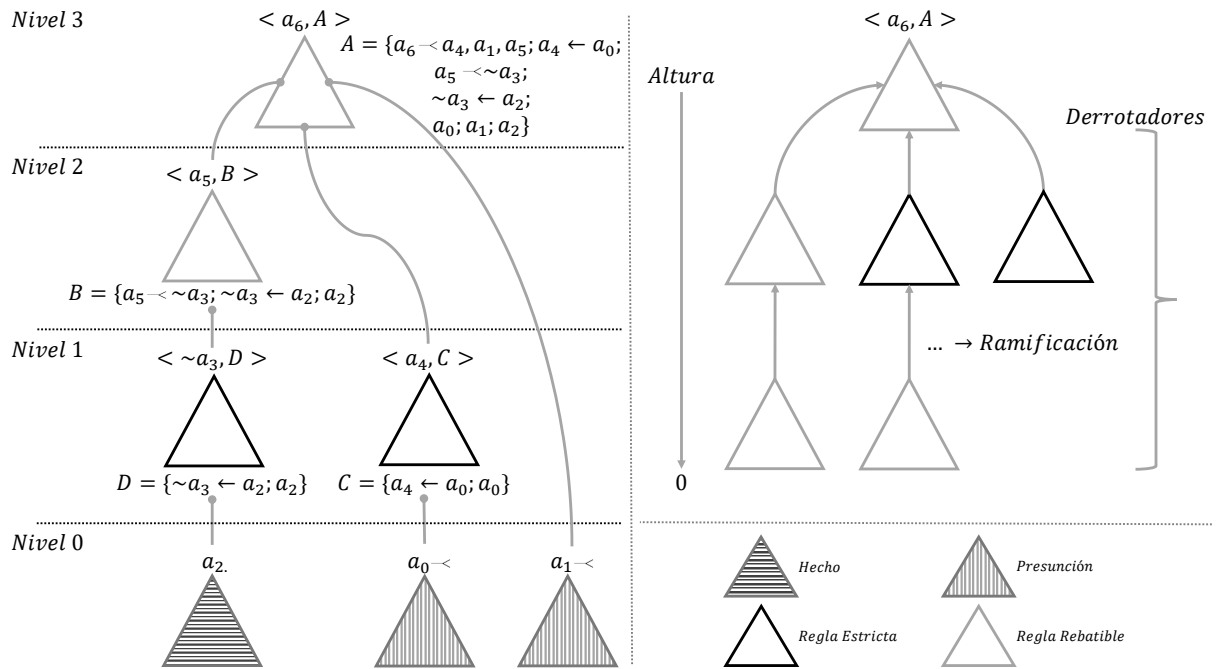 Nivel 3
< a₆, A >
A = {a₆ ⤙ a₄, a₁, a₅; a₄ ← a₀;
a₅ ⤙ ~a₃;
~a₃ ← a₂;
a₀; a₁; a₂}
Nivel 2
< a₅, B >
B = {a₅ ⤙ ~a₃; ~a₃ ← a₂; a₂}
Nivel 1
< ~a₃, D >
< a₄, C >
D = {~a₃ ← a₂; a₂}
C = {a₄ ← a₀; a₀}
Nivel 0
a₂.
a₀ ⤙
a₁ ⤙
< a₆, A >
Altura
Derrotadores
... → Ramificación
0
Hecho
Presunción
Regla Estricta
Regla Rebatible